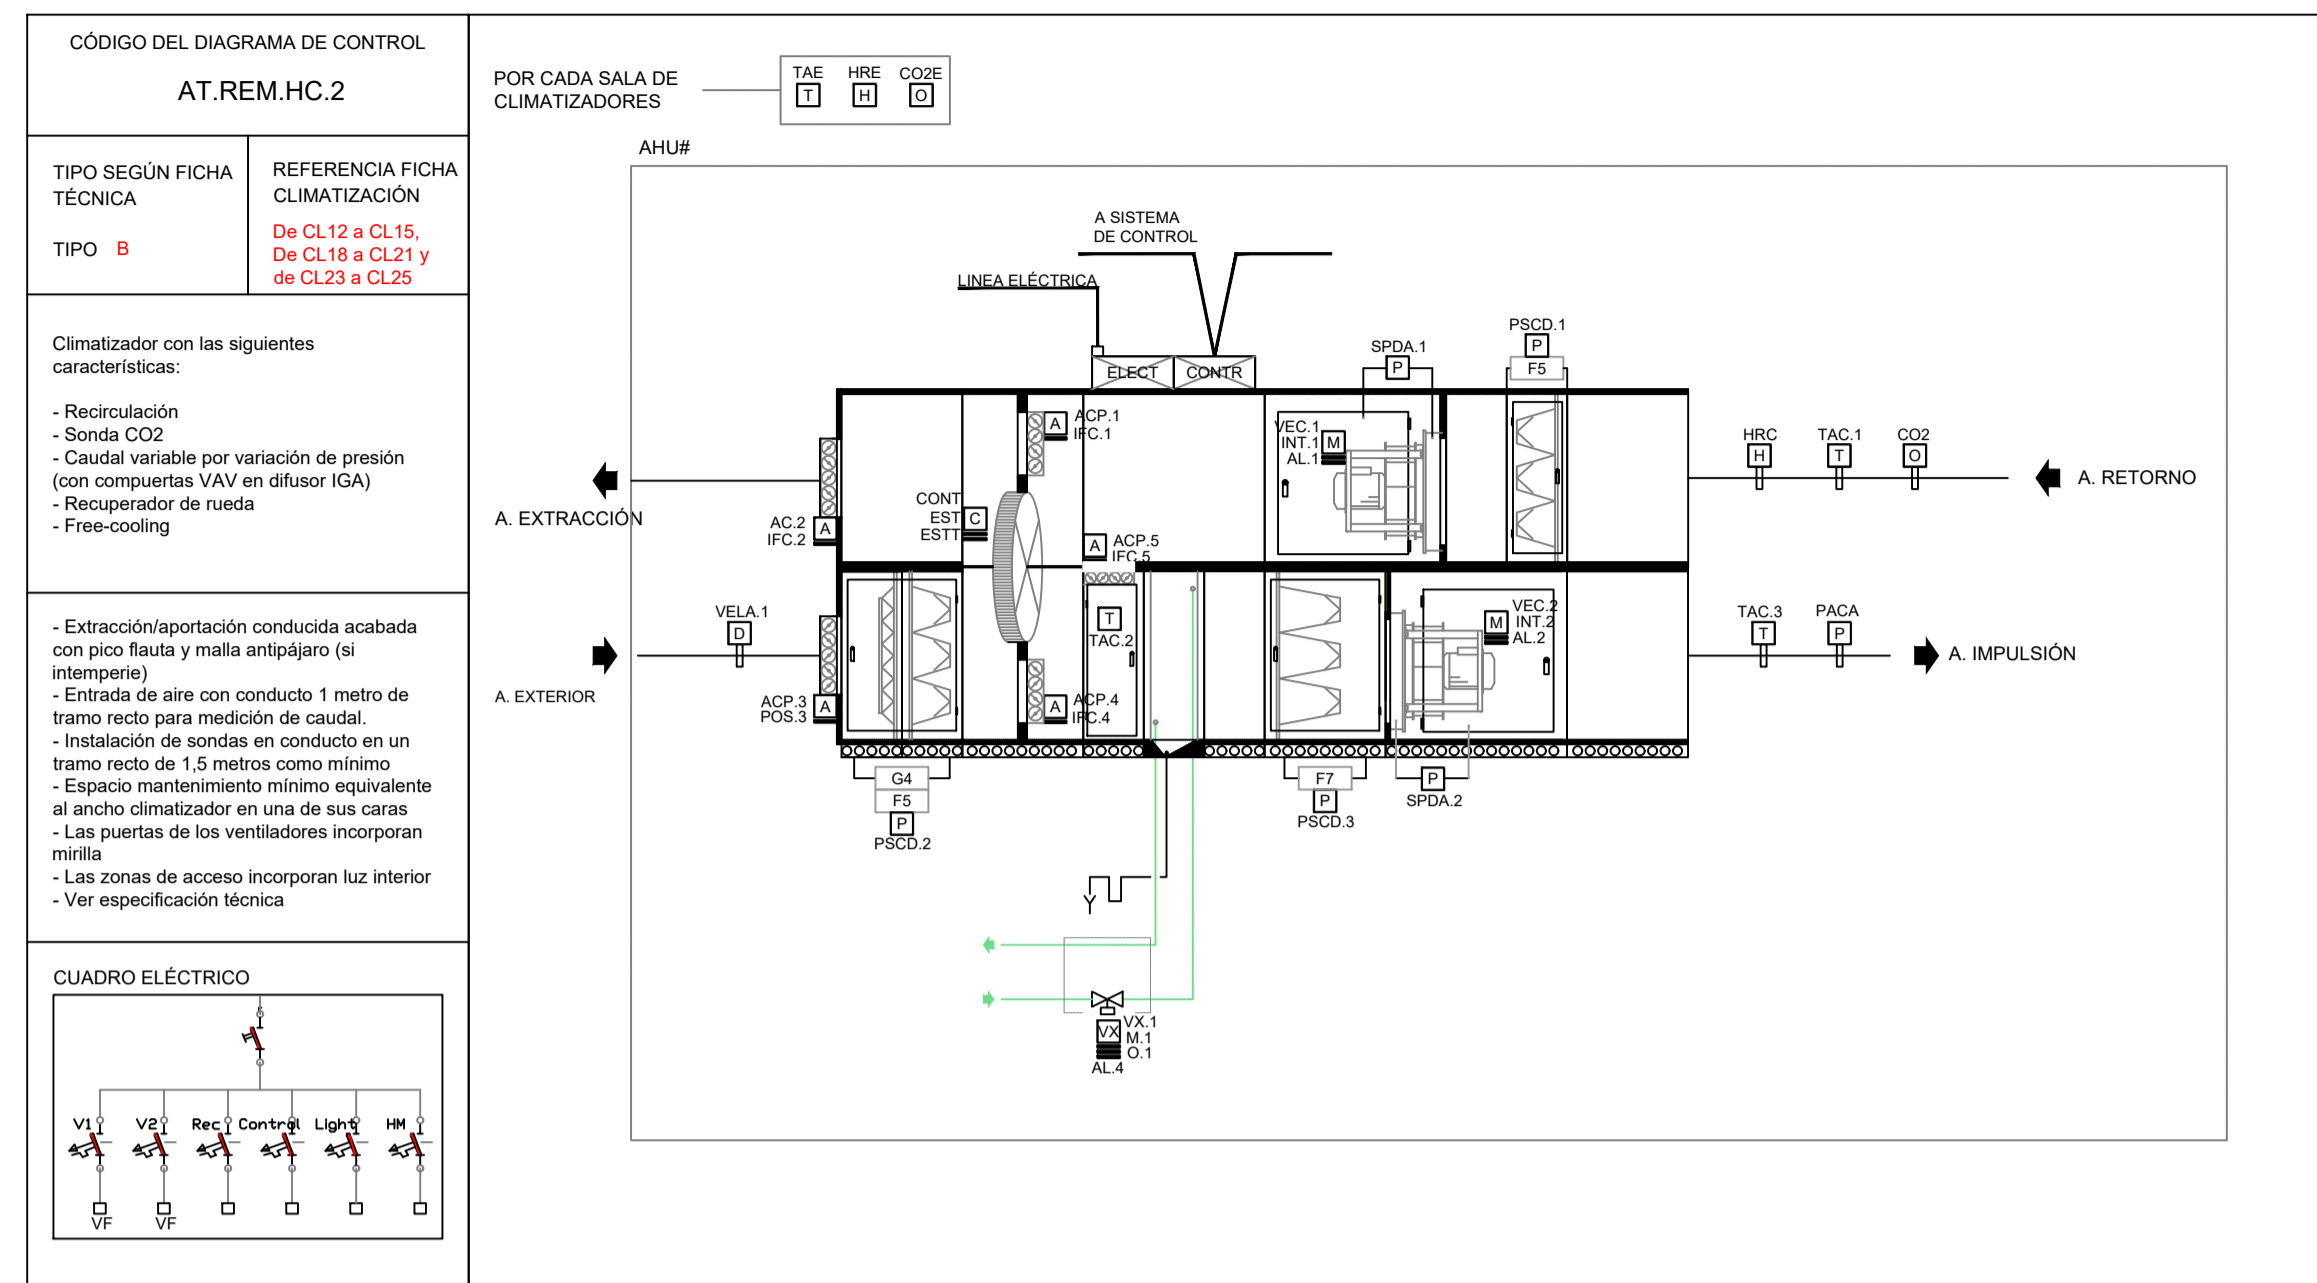 CÓDIGO DEL DIAGRAMA DE CONTROL
AT.REM.HC.2
TIPO SEGÚN FICHA
TÉCNICA
TIPO B
REFERENCIA FICHA
CLIMATIZACIÓN
De CL12 a CL15,
De CL18 a CL21 y
de CL23 a CL25
Climatizador con las siguientes
características:
- Recirculación
- Sonda CO2
- Caudal variable por variación de presión
(con compuertas VAV en difusor IGA)
- Recuperador de rueda
- Free-cooling
- Extracción/aportación conducida acabada
con pico flauta y malla antipájaro (si
intemperie)
- Entrada de aire con conducto 1 metro de
tramo recto para medición de caudal.
- Instalación de sondas en conducto en un
tramo recto de 1,5 metros como mínimo
- Espacio mantenimiento mínimo equivalente
al ancho climatizador en una de sus caras
- Las puertas de los ventiladores incorporan
mirilla
- Las zonas de acceso incorporan luz interior
- Ver especificación técnica
CUADRO ELÉCTRICO
V1 V2 Rec Control Light HM
VF VF
POR CADA SALA DE
CLIMATIZADORES
TAE HRE CO2E
T H O
AHU#
A SISTEMA
DE CONTROL
LINEA ELÉCTRICA
ELECT CONTR
SPDA.1
P
PSCD.1
P
F5
A
ACP.1
IFC.1
VEC.1
INT.1
AL.1
M
HRC TAC.1 CO2
H T O
A. RETORNO
A. EXTRACCIÓN
AC.2
IFC.2
A
CONT
EST
ESTT
C
A
ACP.5
IFC.5
VELA.1
D
A. EXTERIOR
ACP.3
POS.3
A
T
TAC.2
A
ACP.4
IFC.4
M
VEC.2
INT.2
AL.2
TAC.3 PACA
T P
A. IMPULSIÓN
G4
F5
P
PSCD.2
F7
P
PSCD.3
P
SPDA.2
VX
VX.1
M.1
O.1
AL.4